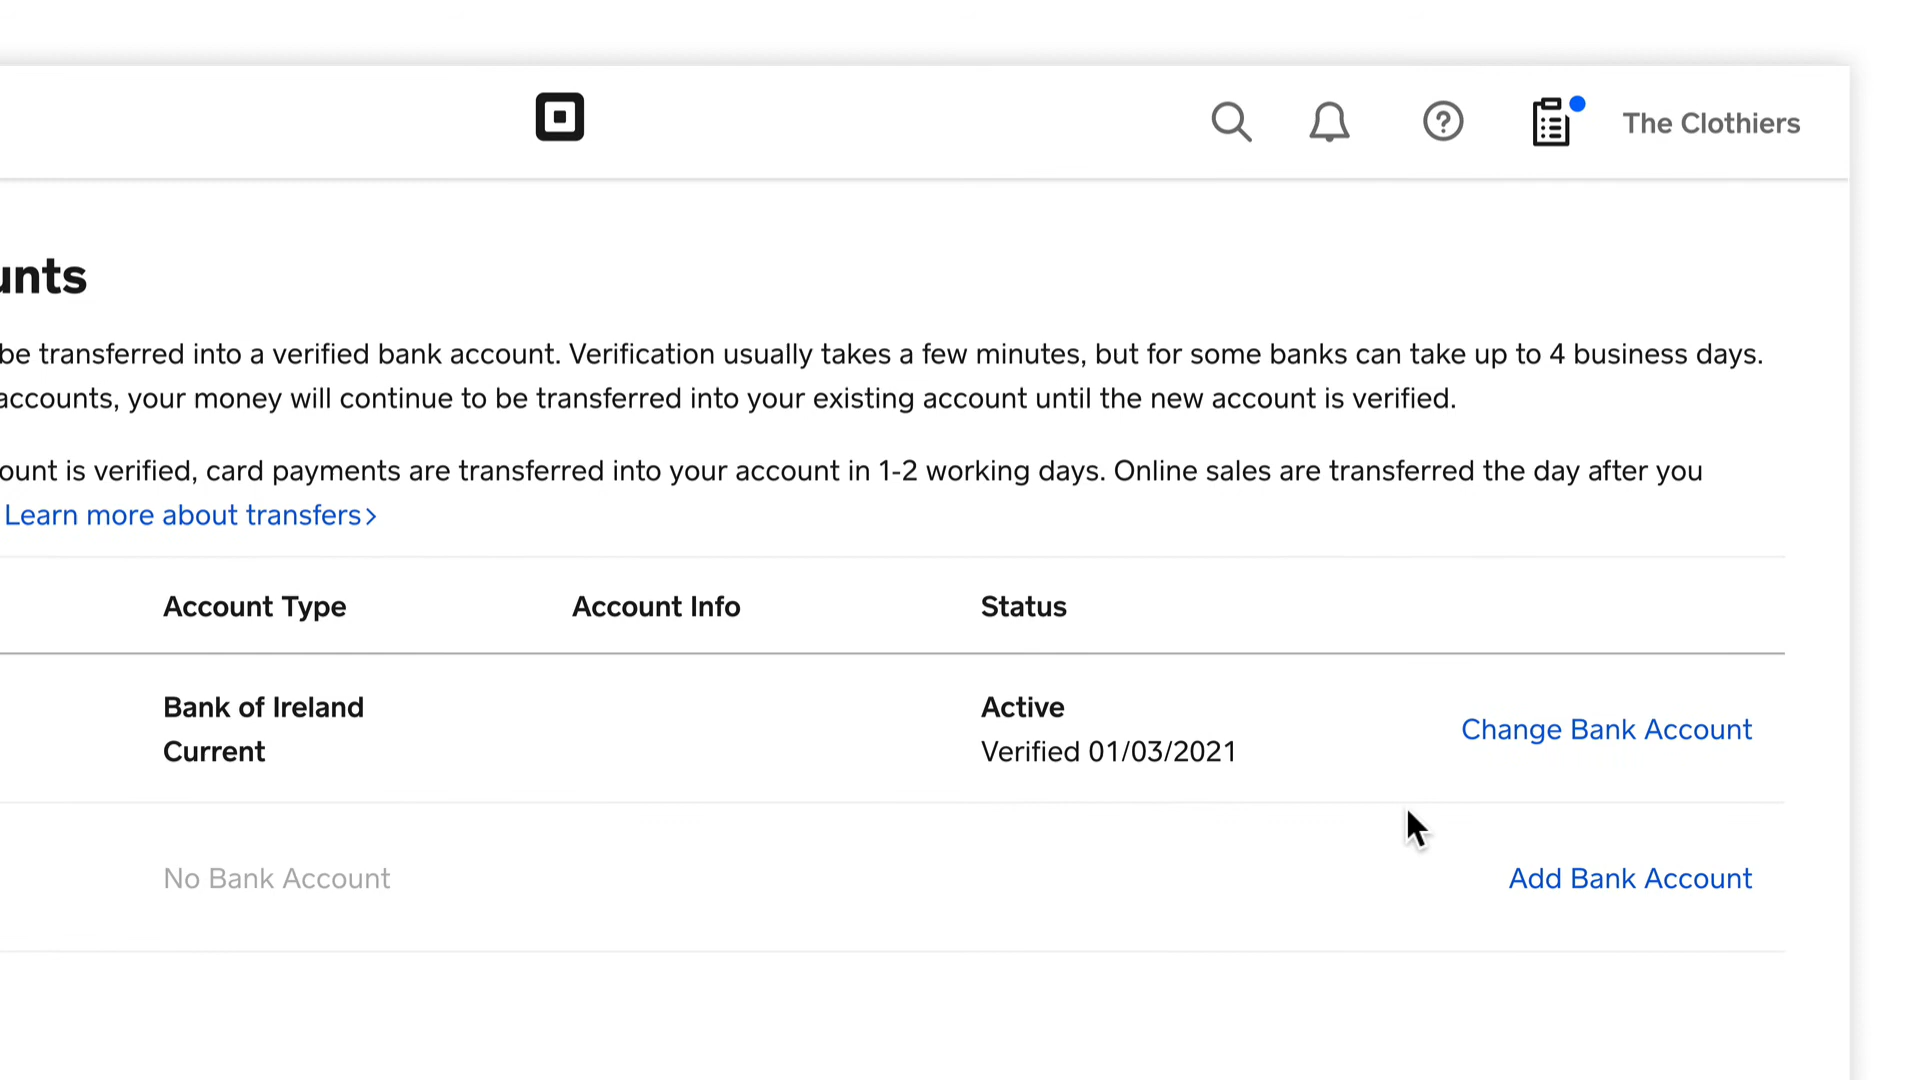 The Clothiers
unts
be transferred into a verified bank account. Verification usually takes a few minutes, but for some banks can take up to 4 business days.
accounts, your money will continue to be transferred into your existing account until the new account is verified.
ount is verified, card payments are transferred into your account in 1-2 working days. Online sales are transferred the day after you
Learn more about transfers>
Account Type Account Info Status
Bank of Ireland Active
Current Verified 01/03/2021
Change Bank Account
No Bank Account Add Bank Account